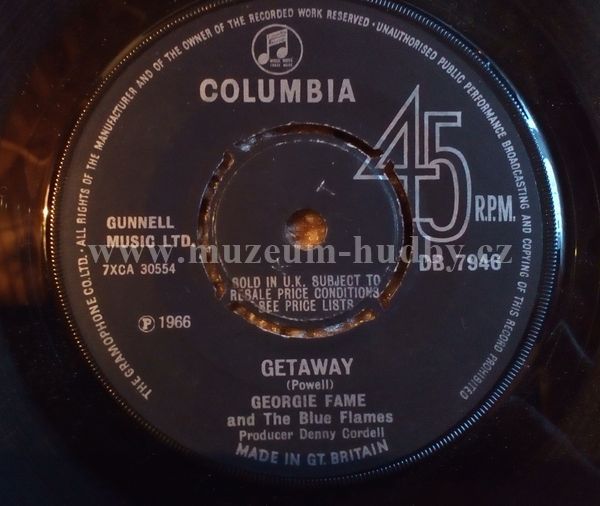 THE GRAMOPHONE CO. LTD. · ALL RIGHTS OF THE MANUFACTURER AND OF THE OWNER OF THE RECORDED WORK RESERVED · UNAUTHORISED PUBLIC PERFORMANCE BROADCASTING AND COPYING OF THIS RECORD PROHIBITED
COLUMBIA
45
R.P.M.
GUNNELL
MUSIC LTD.
7XCA 30554
DB. 7946
www.muzeum-hudby.cz
SOLD IN U.K. SUBJECT TO
RESALE PRICE CONDITIONS
SEE PRICE LISTS
Ⓟ 1966
GETAWAY
(Powell)
GEORGIE FAME
and The Blue Flames
Producer Denny Cordell
MADE IN GT. BRITAIN